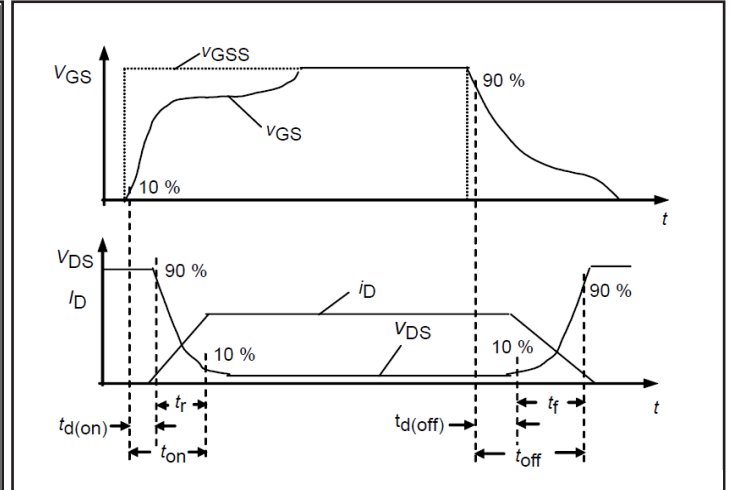 vGSS
VGS
90 %
vGS
10 %
t
VDS
90 %
ID
iD
90 %
VDS
10 %
10 %
tr
tf
t
td(on)
td(off)
ton
toff